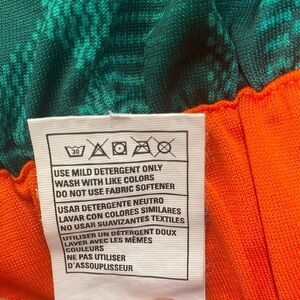 30
USE MILD DETERGENT ONLY
WASH WITH LIKE COLORS
DO NOT USE FABRIC SOFTENER
USAR DETERGENTE NEUTRO
LAVAR CON COLORES SIMILARES
NO USAR SUAVIZANTES TEXTILES
UTILISER UN DÉTERGENT DOUX
LAVER AVEC LES MÊMES
COULEURS
NE PAS UTILISER
D'ASSOUPLISSEUR